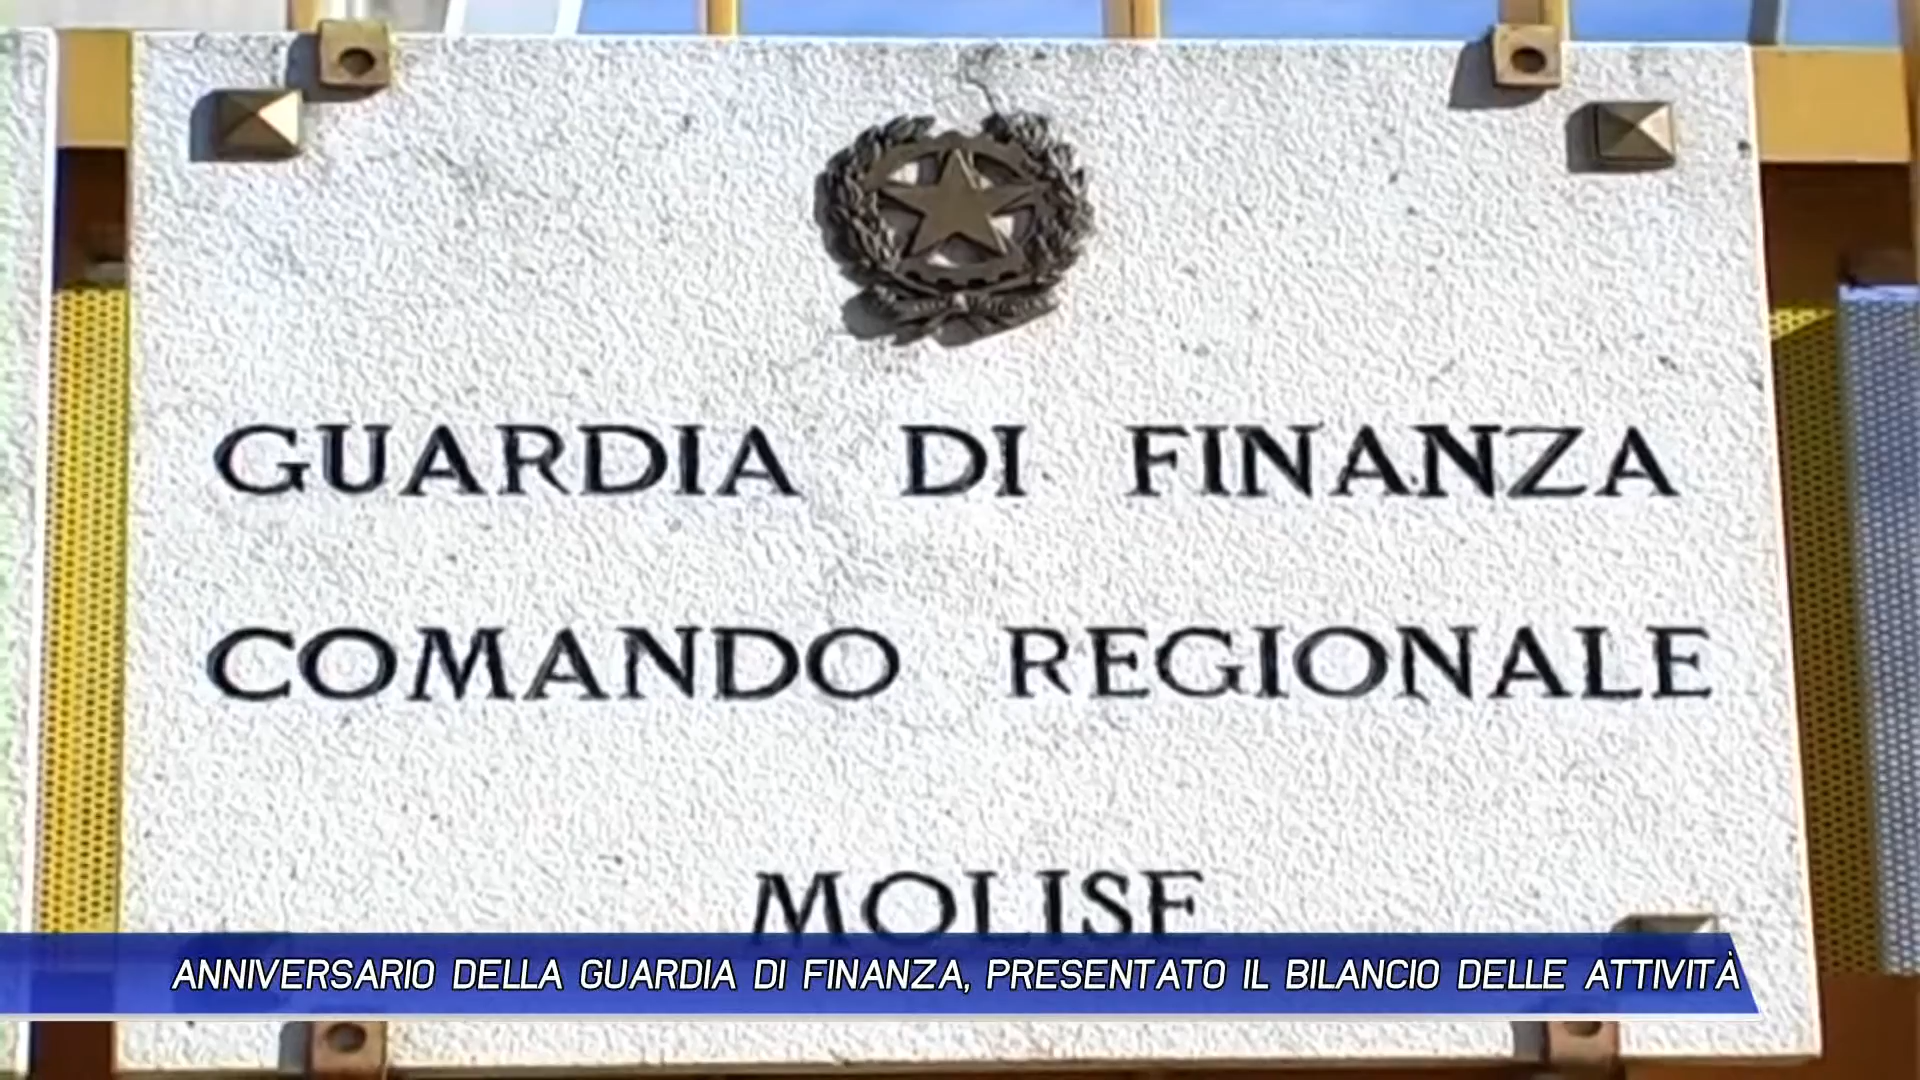 GUARDIA DI FINANZA
COMANDO REGIONALE
MOLISE
ANNIVERSARIO DELLA GUARDIA DI FINANZA, PRESENTATO IL BILANCIO DELLE ATTIVITÀ